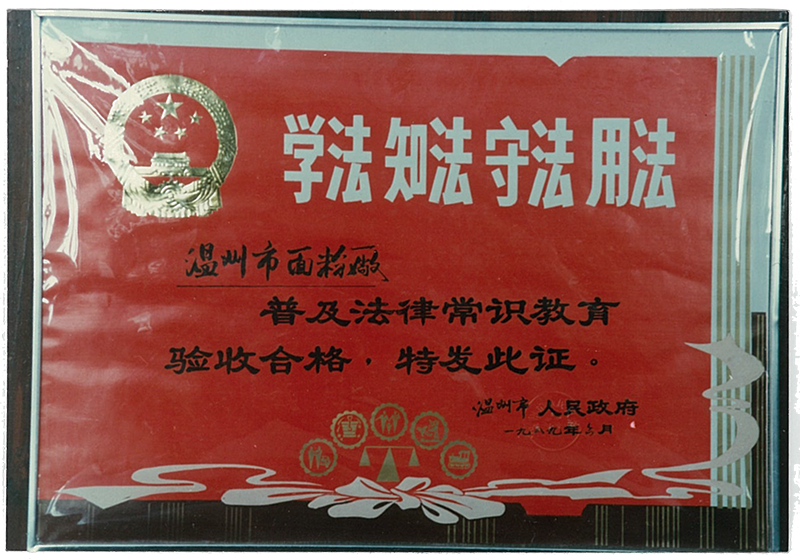 学法 知法 守法 用法
温州市面粉厰
普及法律常识教育
验收合格，特发此证。
温州市 人民政府
一九八九年 月